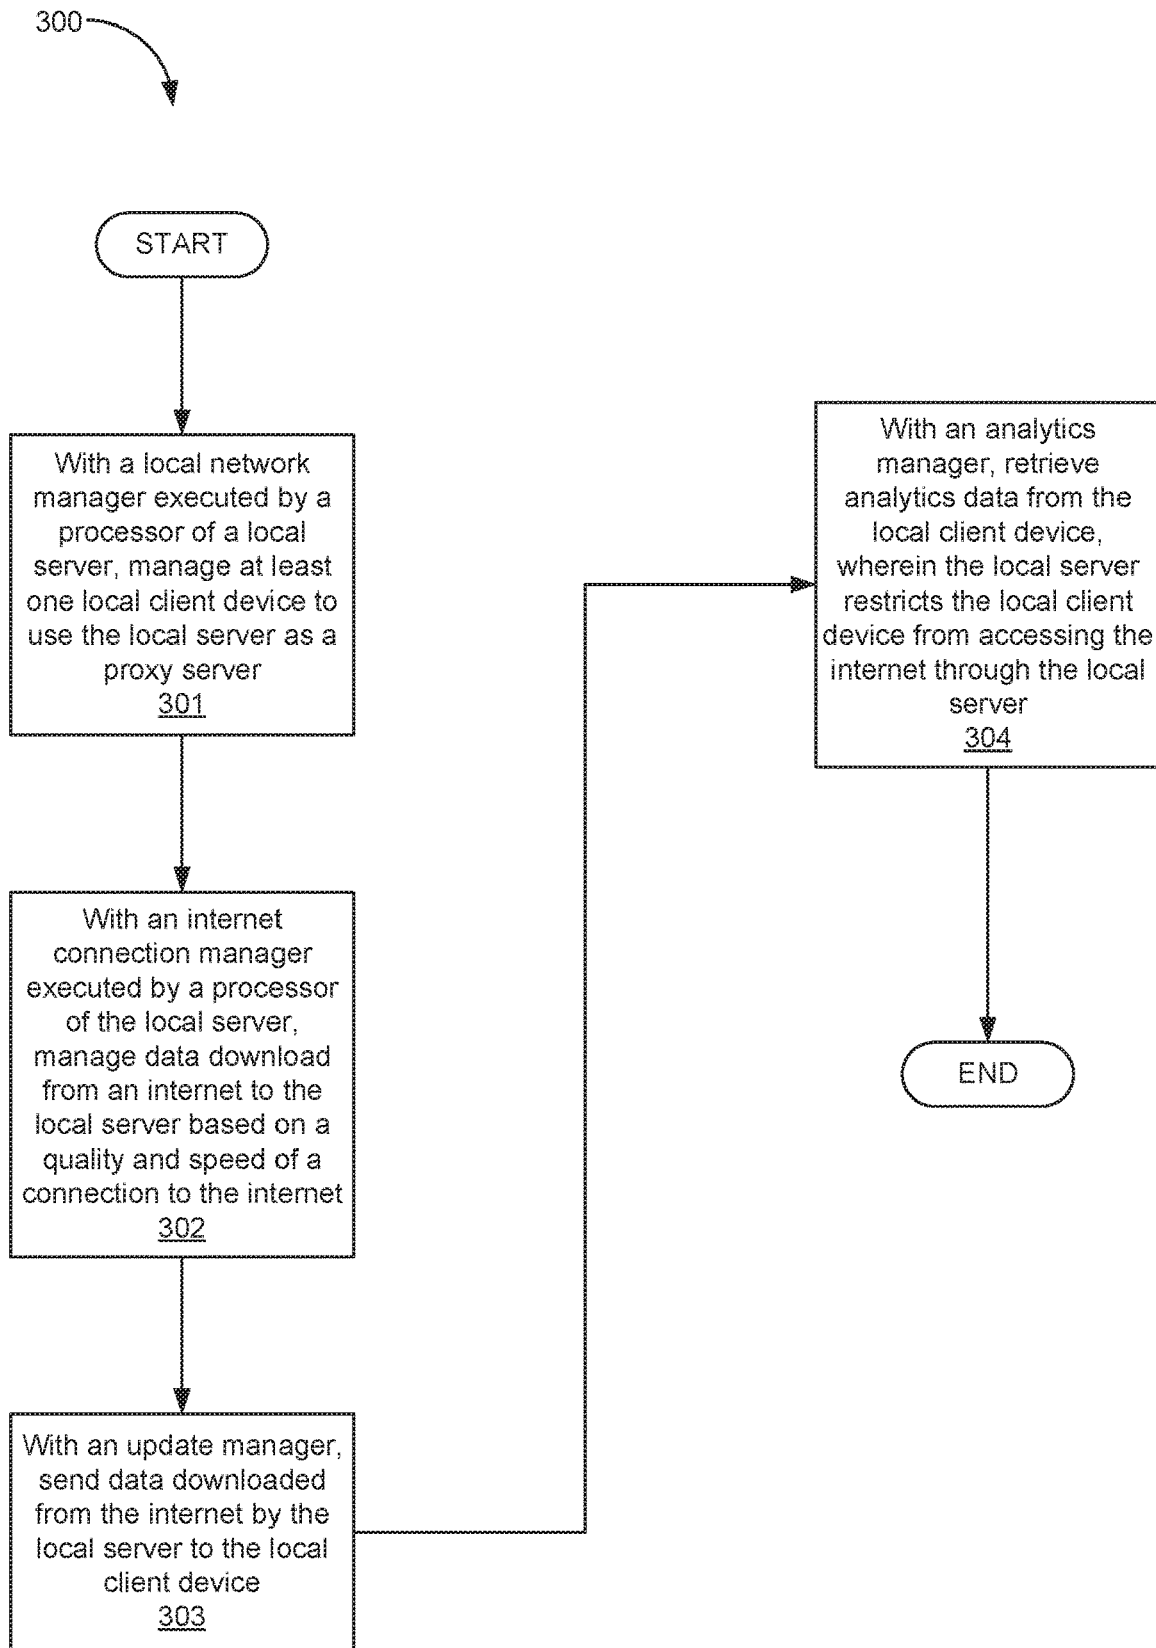 300
START
With a local network
manager executed by a
processor of a local
server, manage at least
one local client device to
use the local server as a
proxy server
301
With an internet
connection manager
executed by a processor
of the local server,
manage data download
from an internet to the
local server based on a
quality and speed of a
connection to the internet
302
With an update manager,
send data downloaded
from the internet by the
local server to the local
client device
303
With an analytics
manager, retrieve
analytics data from the
local client device,
wherein the local server
restricts the local client
device from accessing the
internet through the local
server
304
END